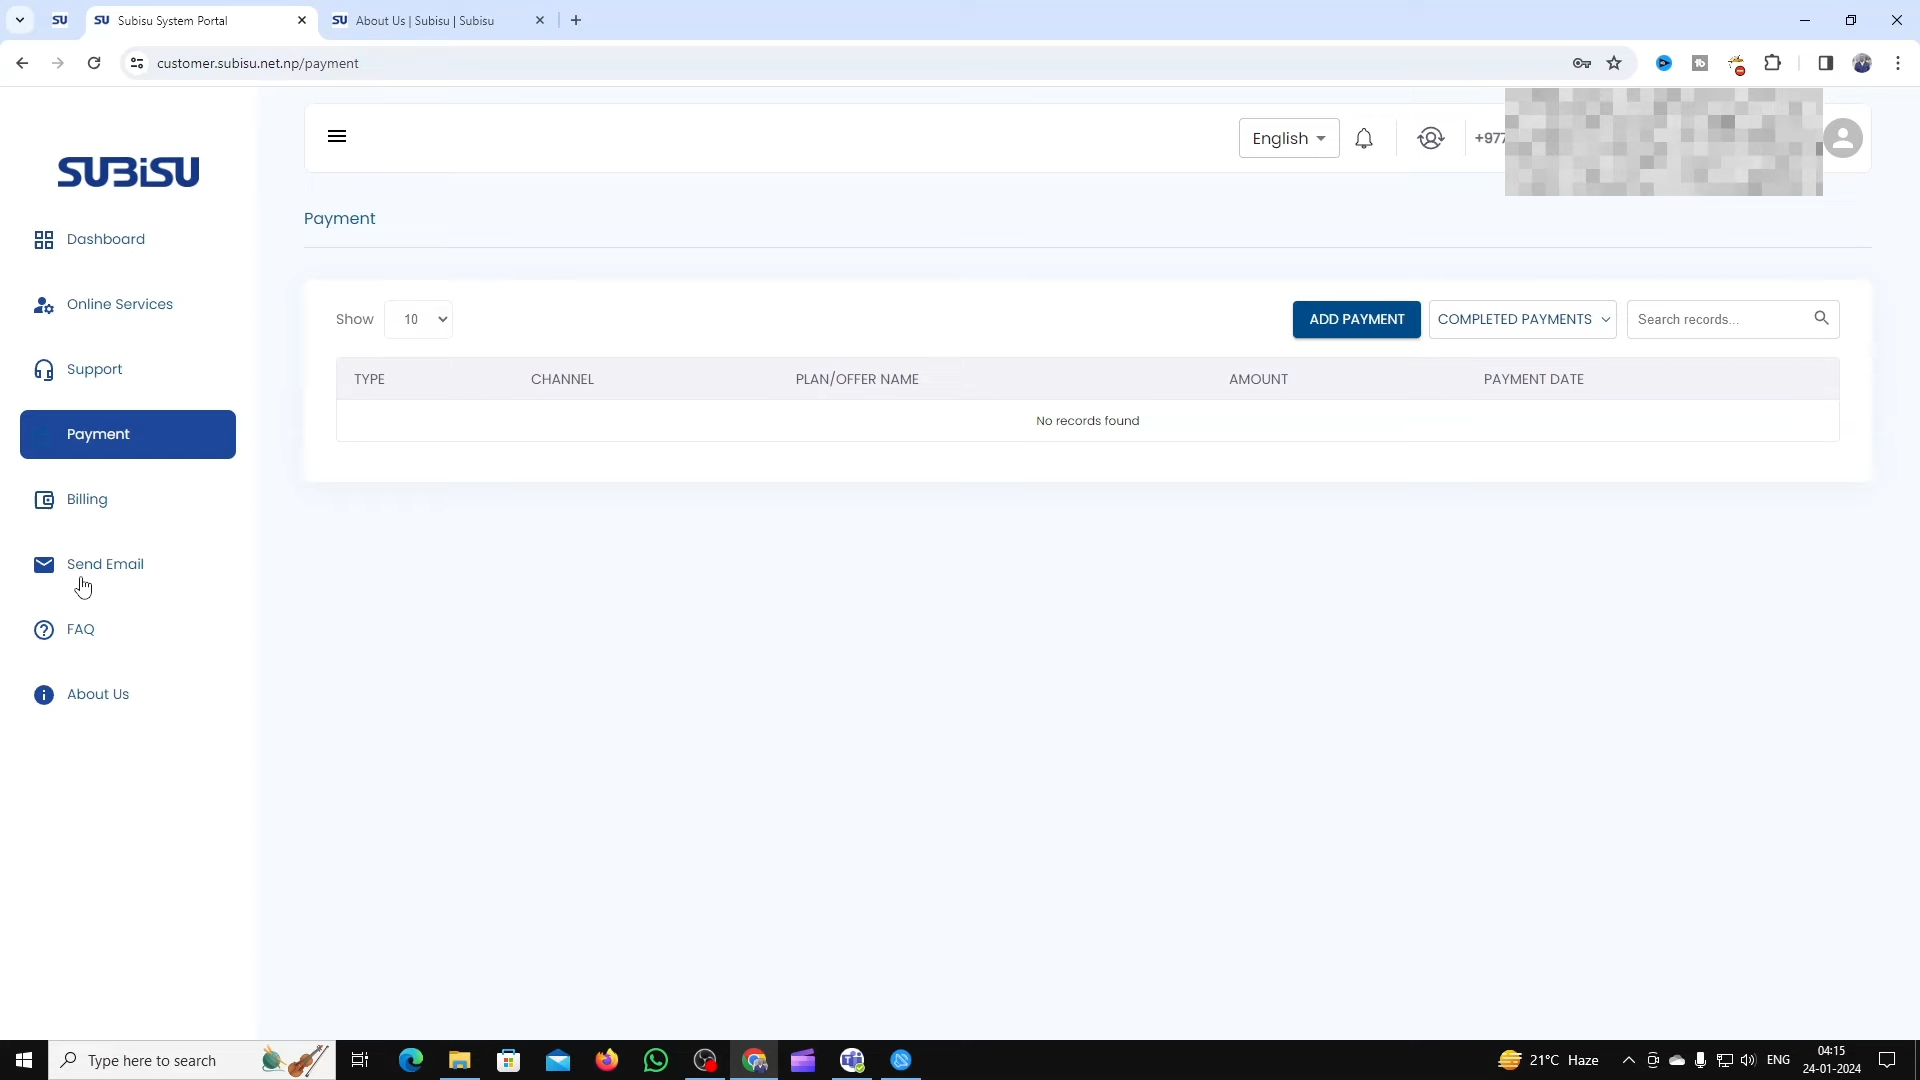 SU
SU Subisu System Portal
SU About Us | Subisu | Subisu
customer.subisu.net.np/payment
SUBiSU
English
+977
Dashboard
Online Services
Support
Payment
Billing
Send Email
FAQ
About Us
Payment
Show 10
ADD PAYMENT
COMPLETED PAYMENTS
Search records...
TYPE CHANNEL PLAN/OFFER NAME AMOUNT PAYMENT DATE
No records found
Type here to search
21°C Haze
ENG
04:15
24-01-2024